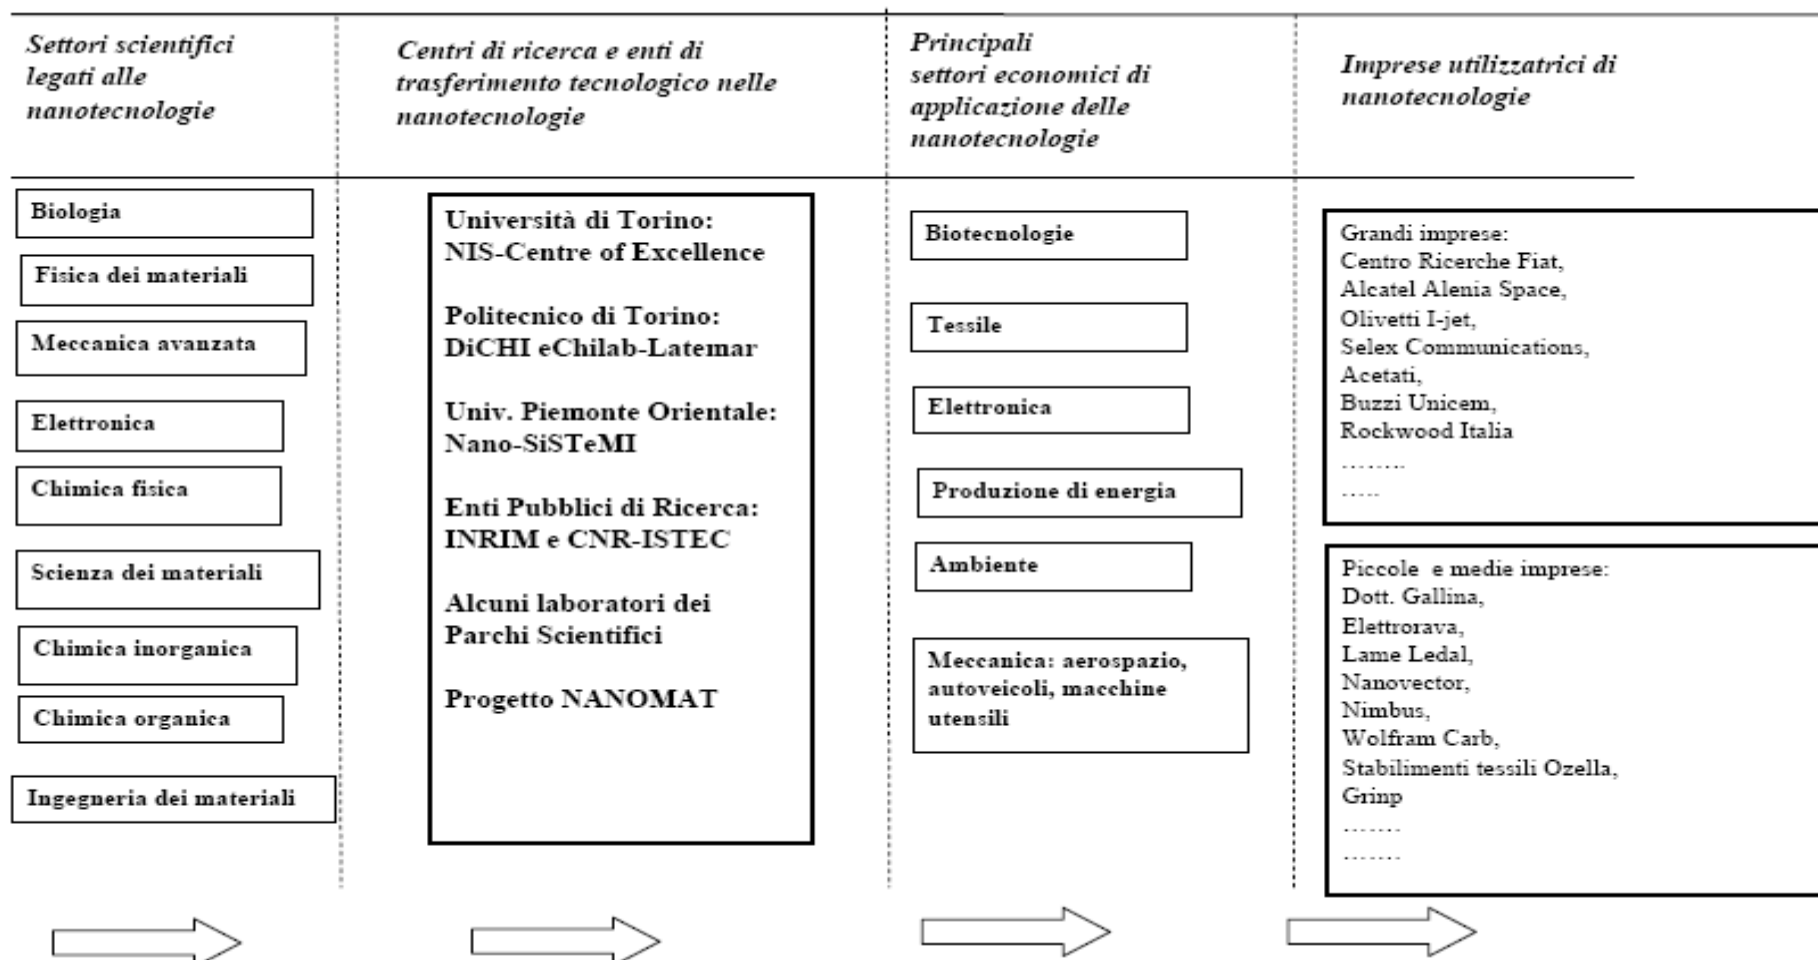 Settori scientifici
legati alle
nanotecnologie
Centri di ricerca e enti di
trasferimento tecnologico nelle
nanotecnologie
Principali
settori economici di
applicazione delle
nanotecnologie
Imprese utilizzatrici di
nanotecnologie
Biologia
Fisica dei materiali
Meccanica avanzata
Elettronica
Chimica fisica
Scienza dei materiali
Chimica inorganica
Chimica organica
Ingegneria dei materiali
Università di Torino:
NIS-Centre of Excellence
Politecnico di Torino:
DiCHI eChilab-Latemar
Univ. Piemonte Orientale:
Nano-SiSTeMI
Enti Pubblici di Ricerca:
INRIM e CNR-ISTEC
Alcuni laboratori dei
Parchi Scientifici
Progetto NANOMAT
Biotecnologie
Tessile
Elettronica
Produzione di energia
Ambiente
Meccanica: aerospazio,
autoveicoli, macchine
utensili
Grandi imprese:
Centro Ricerche Fiat,
Alcatel Alenia Space,
Olivetti I-jet,
Selex Communications,
Acetati,
Buzzi Unicem,
Rockwood Italia
........
.....
Piccole e medie imprese:
Dott. Gallina,
Elettrorava,
Lame Ledal,
Nanovector,
Nimbus,
Wolfram Carb,
Stabilimenti tessili Ozella,
Grinp
.......
.......